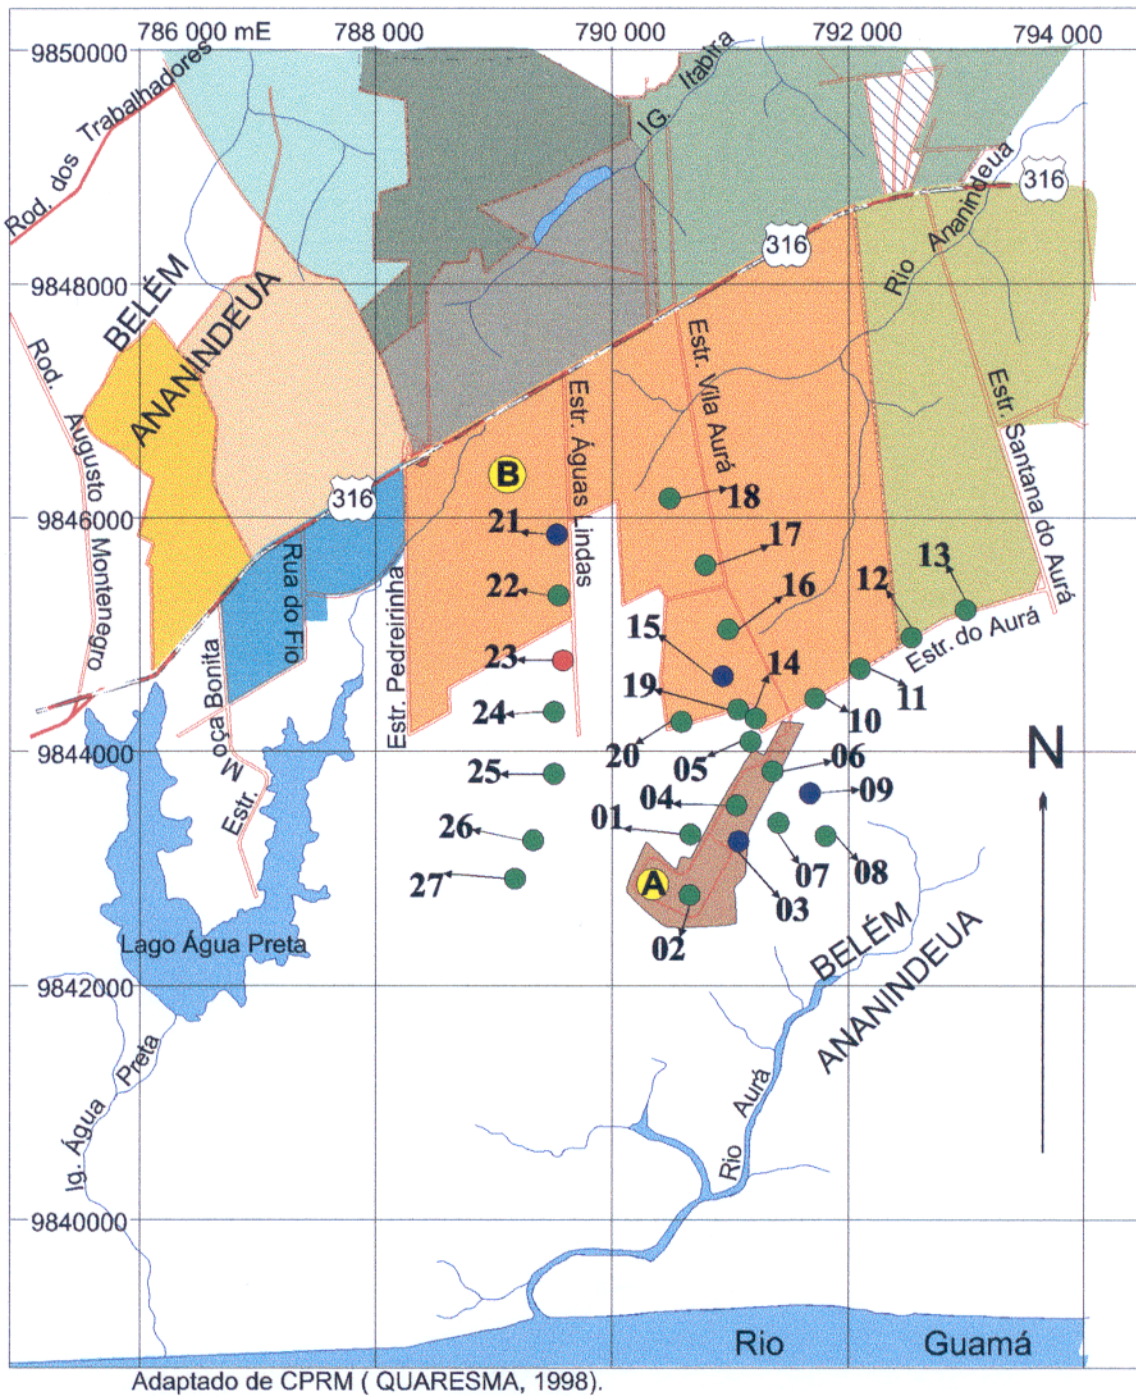 786 000 mE
788 000
790 000
792 000
794 000
9850000
Rod. dos Trabalhadores
IG. Itabira
Rio Ananindeua
316
316
9848000
BELÉM
ANANINDEUA
Rod. Augusto Montenegro
Estr. Vila Aurá
Estr. Águas Lindas
Estr. Santana do Aurá
B
316
18
9846000
21
17
Rua do Fio
22
16
12
13
15
Estr. Pedreirinha
Estr. do Aurá
23
14
19
11
24
10
Estr. Moça Bonita
20
9844000
05
06
N
25
04
09
26
01
07
08
27
A
03
02
Lago Água Preta
BELÉM
ANANINDEUA
9842000
Ig. Água Preta
Rio Aurá
9840000
Rio Guamá
Adaptado de CPRM ( QUARESMA, 1998).